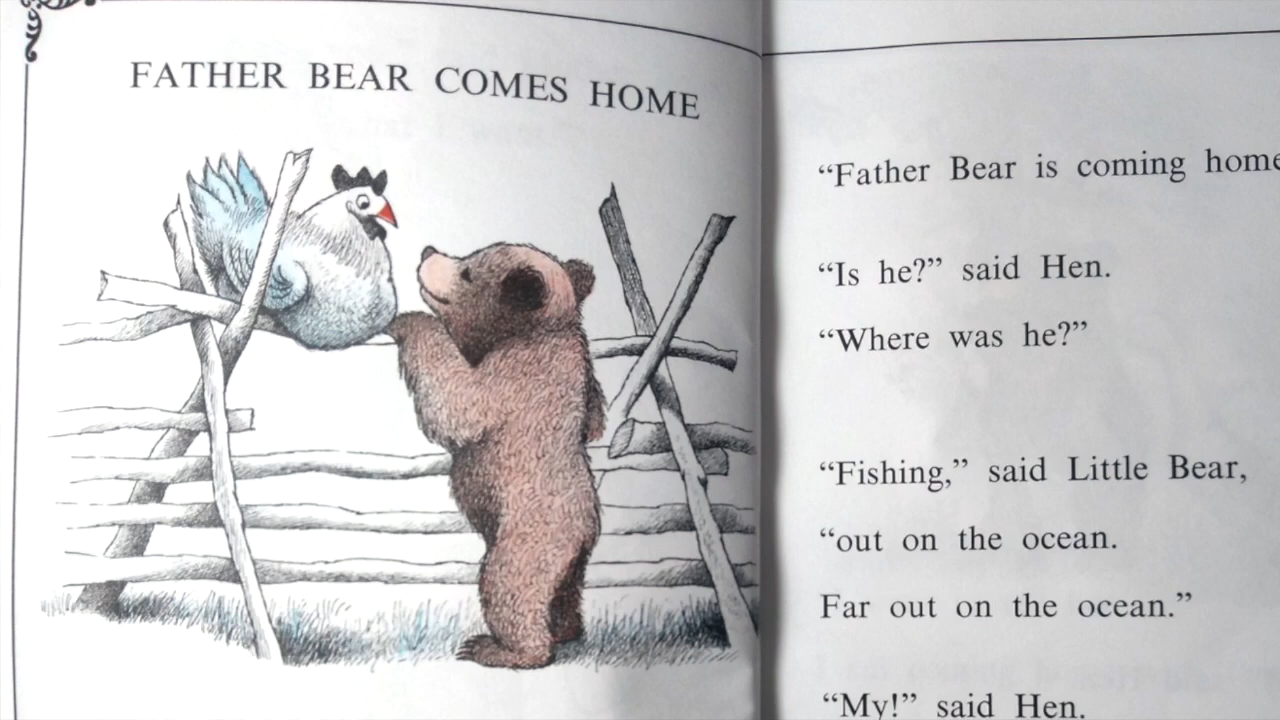 FATHER BEAR COMES HOME
“Father Bear is coming home
“Is he?” said Hen.
“Where was he?”
“Fishing,” said Little Bear,
“out on the ocean.
Far out on the ocean.”
“My!” said Hen.